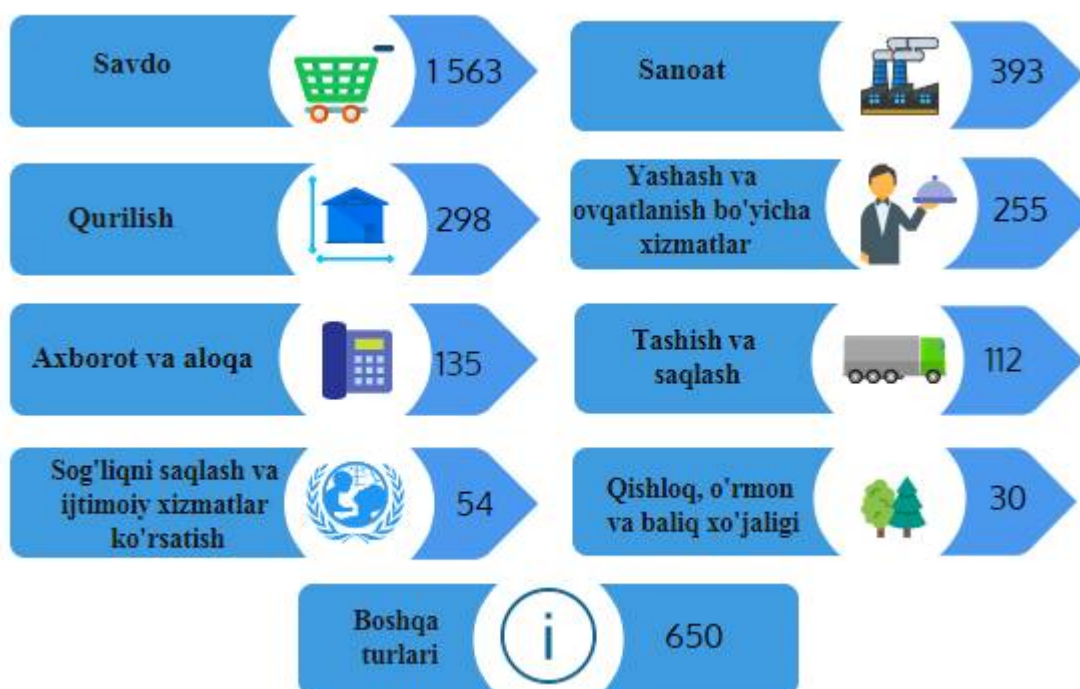 Savdo
1 563
Sanoat
393
Qurilish
298
Yashash va
ovqatlanish bo'yicha
xizmatlar
255
Axborot va aloqa
135
Tashish va
saqlash
112
Sog'liqni saqlash va
ijtimoiy xizmatlar
ko'rsatish
54
Qishloq, o'rmon
va baliq xo'jaligi
30
Boshqa
turlari
i
650